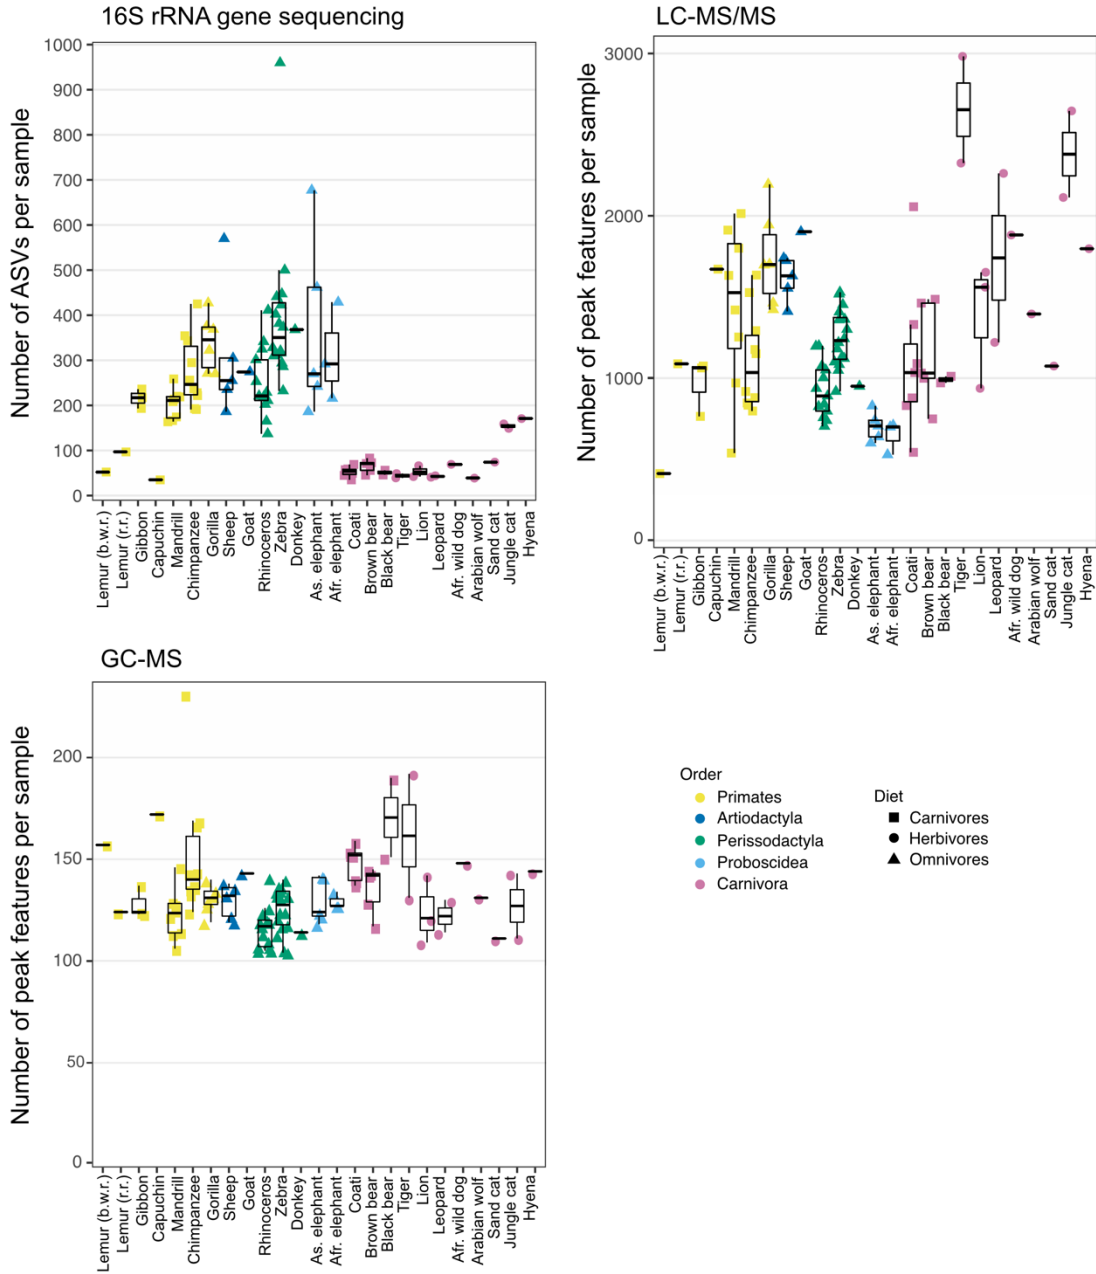 16S rRNA gene sequencing
Number of ASVs per sample
1000
900
800
700
600
500
400
300
200
100
0
Lemur (b.w.r.)
Lemur (r.r.)
Gibbon
Capuchin
Mandrill
Chimpanzee
Gorilla
Sheep
Goat
Rhinoceros
Zebra
Donkey
As. elephant
Afr. elephant
Coati
Brown bear
Black bear
Tiger
Lion
Leopard
Afr. wild dog
Arabian wolf
Sand cat
Jungle cat
Hyena
LC-MS/MS
Number of peak features per sample
3000
2000
1000
0
Lemur (b.w.r.)
Lemur (r.r.)
Gibbon
Capuchin
Mandrill
Chimpanzee
Gorilla
Sheep
Goat
Rhinoceros
Zebra
Donkey
As. elephant
Afr. elephant
Coati
Brown bear
Black bear
Tiger
Lion
Leopard
Afr. wild dog
Arabian wolf
Sand cat
Jungle cat
Hyena
GC-MS
Number of peak features per sample
200
150
100
50
0
Lemur (b.w.r.)
Lemur (r.r.)
Gibbon
Capuchin
Mandrill
Chimpanzee
Gorilla
Sheep
Goat
Rhinoceros
Zebra
Donkey
As. elephant
Afr. elephant
Coati
Brown bear
Black bear
Tiger
Lion
Leopard
Afr. wild dog
Arabian wolf
Sand cat
Jungle cat
Hyena
Order
Primates
Artiodactyla
Perissodactyla
Proboscidea
Carnivora
Diet
Carnivores
Herbivores
Omnivores